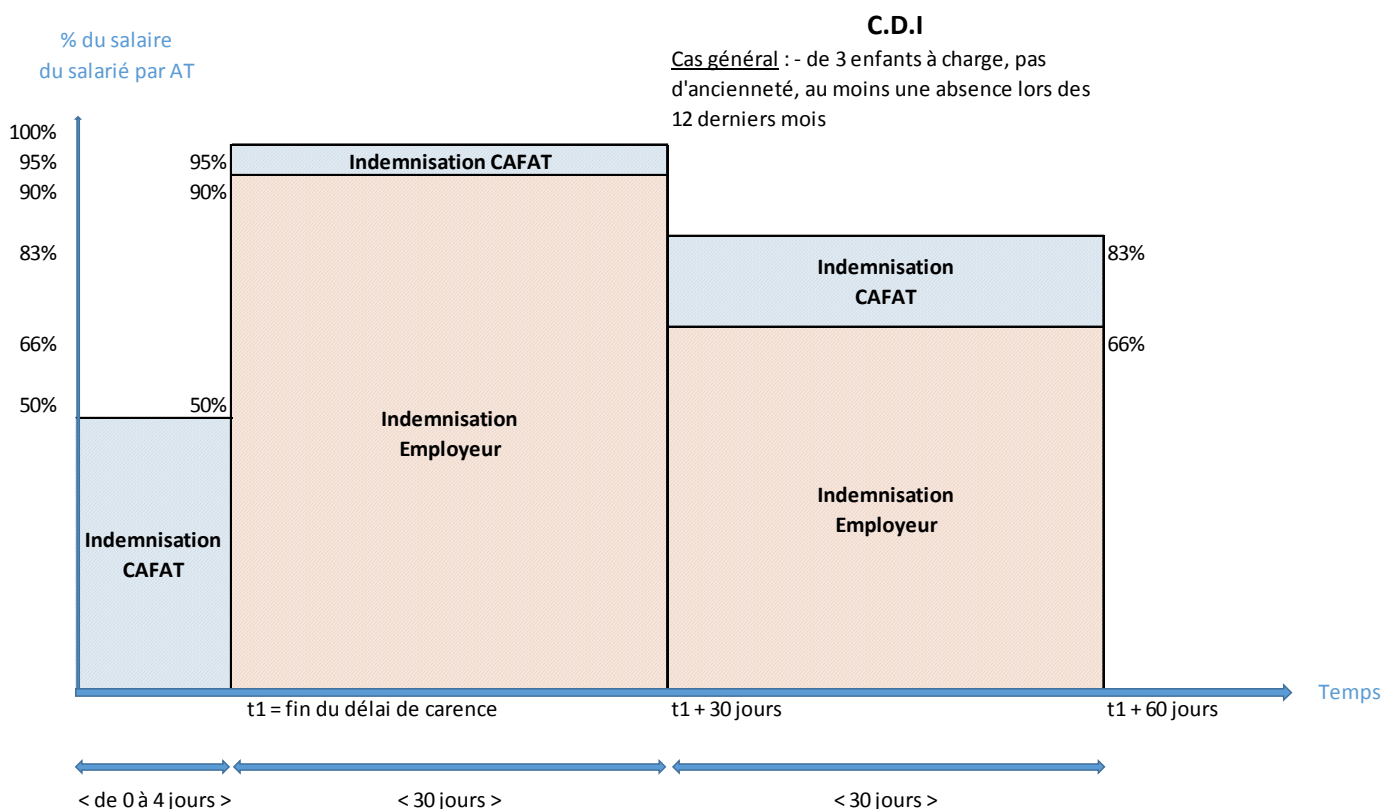 C.D.I
% du salaire
du salarié par AT
Cas général : - de 3 enfants à charge, pas
d'ancienneté, au moins une absence lors des
12 derniers mois
100%
95%
90%
83%
66%
50%
95%
90%
50%
Indemnisation CAFAT
Indemnisation
CAFAT
83%
66%
Indemnisation
Employeur
Indemnisation
Employeur
Indemnisation
CAFAT
Temps
t1 = fin du délai de carence
t1 + 30 jours
t1 + 60 jours
< de 0 à 4 jours >
< 30 jours >
< 30 jours >